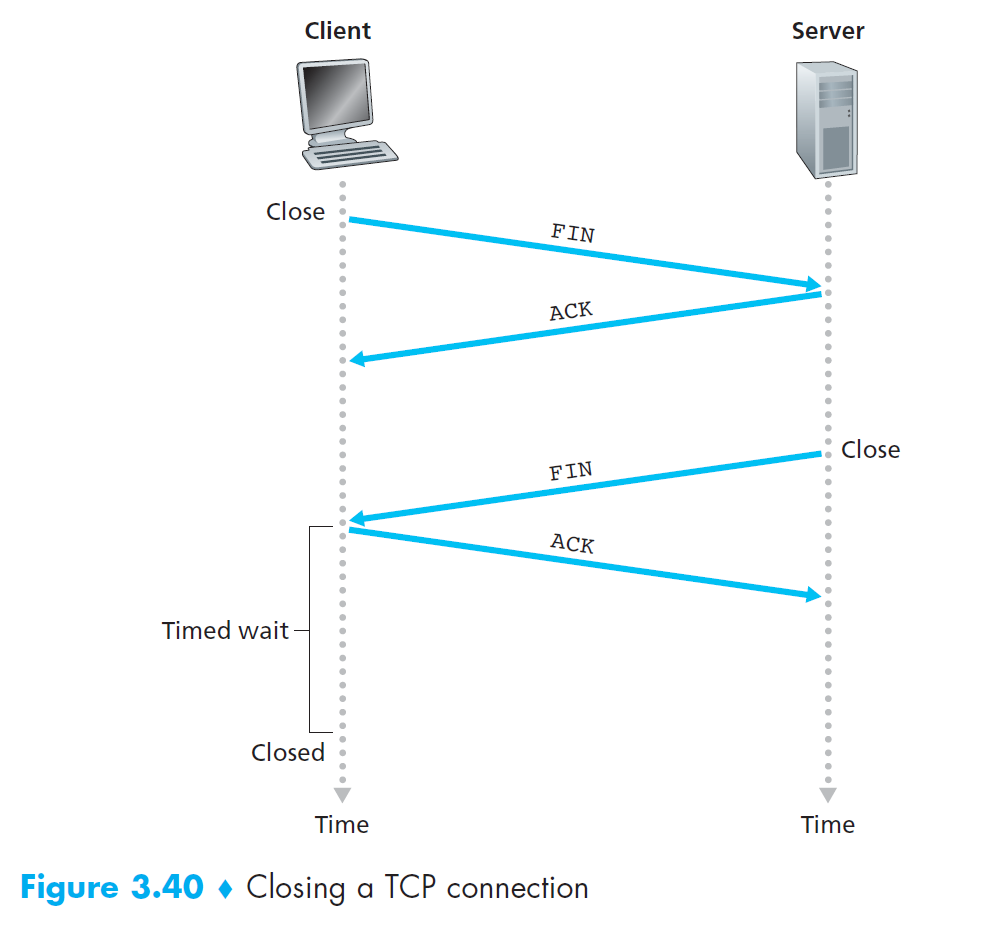 Client
Server
Close
FIN
ACK
Close
FIN
ACK
Timed wait
Closed
Time
Time
Figure 3.40 ♦ Closing a TCP connection